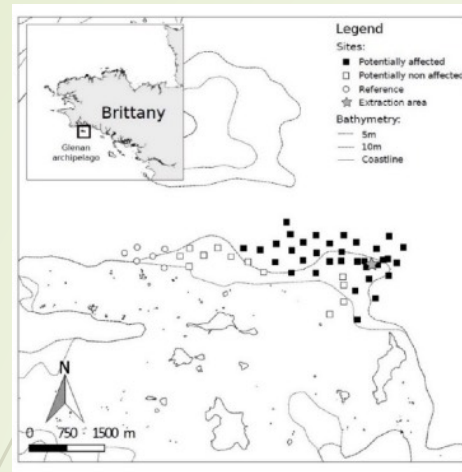 Brittany
Glenan
archipelago
Legend
Sites:
Potentially affected
Potentially non affected
Reference
Extraction area
Bathymetry:
5m
10m
Coastline
N
0 750 1500 m